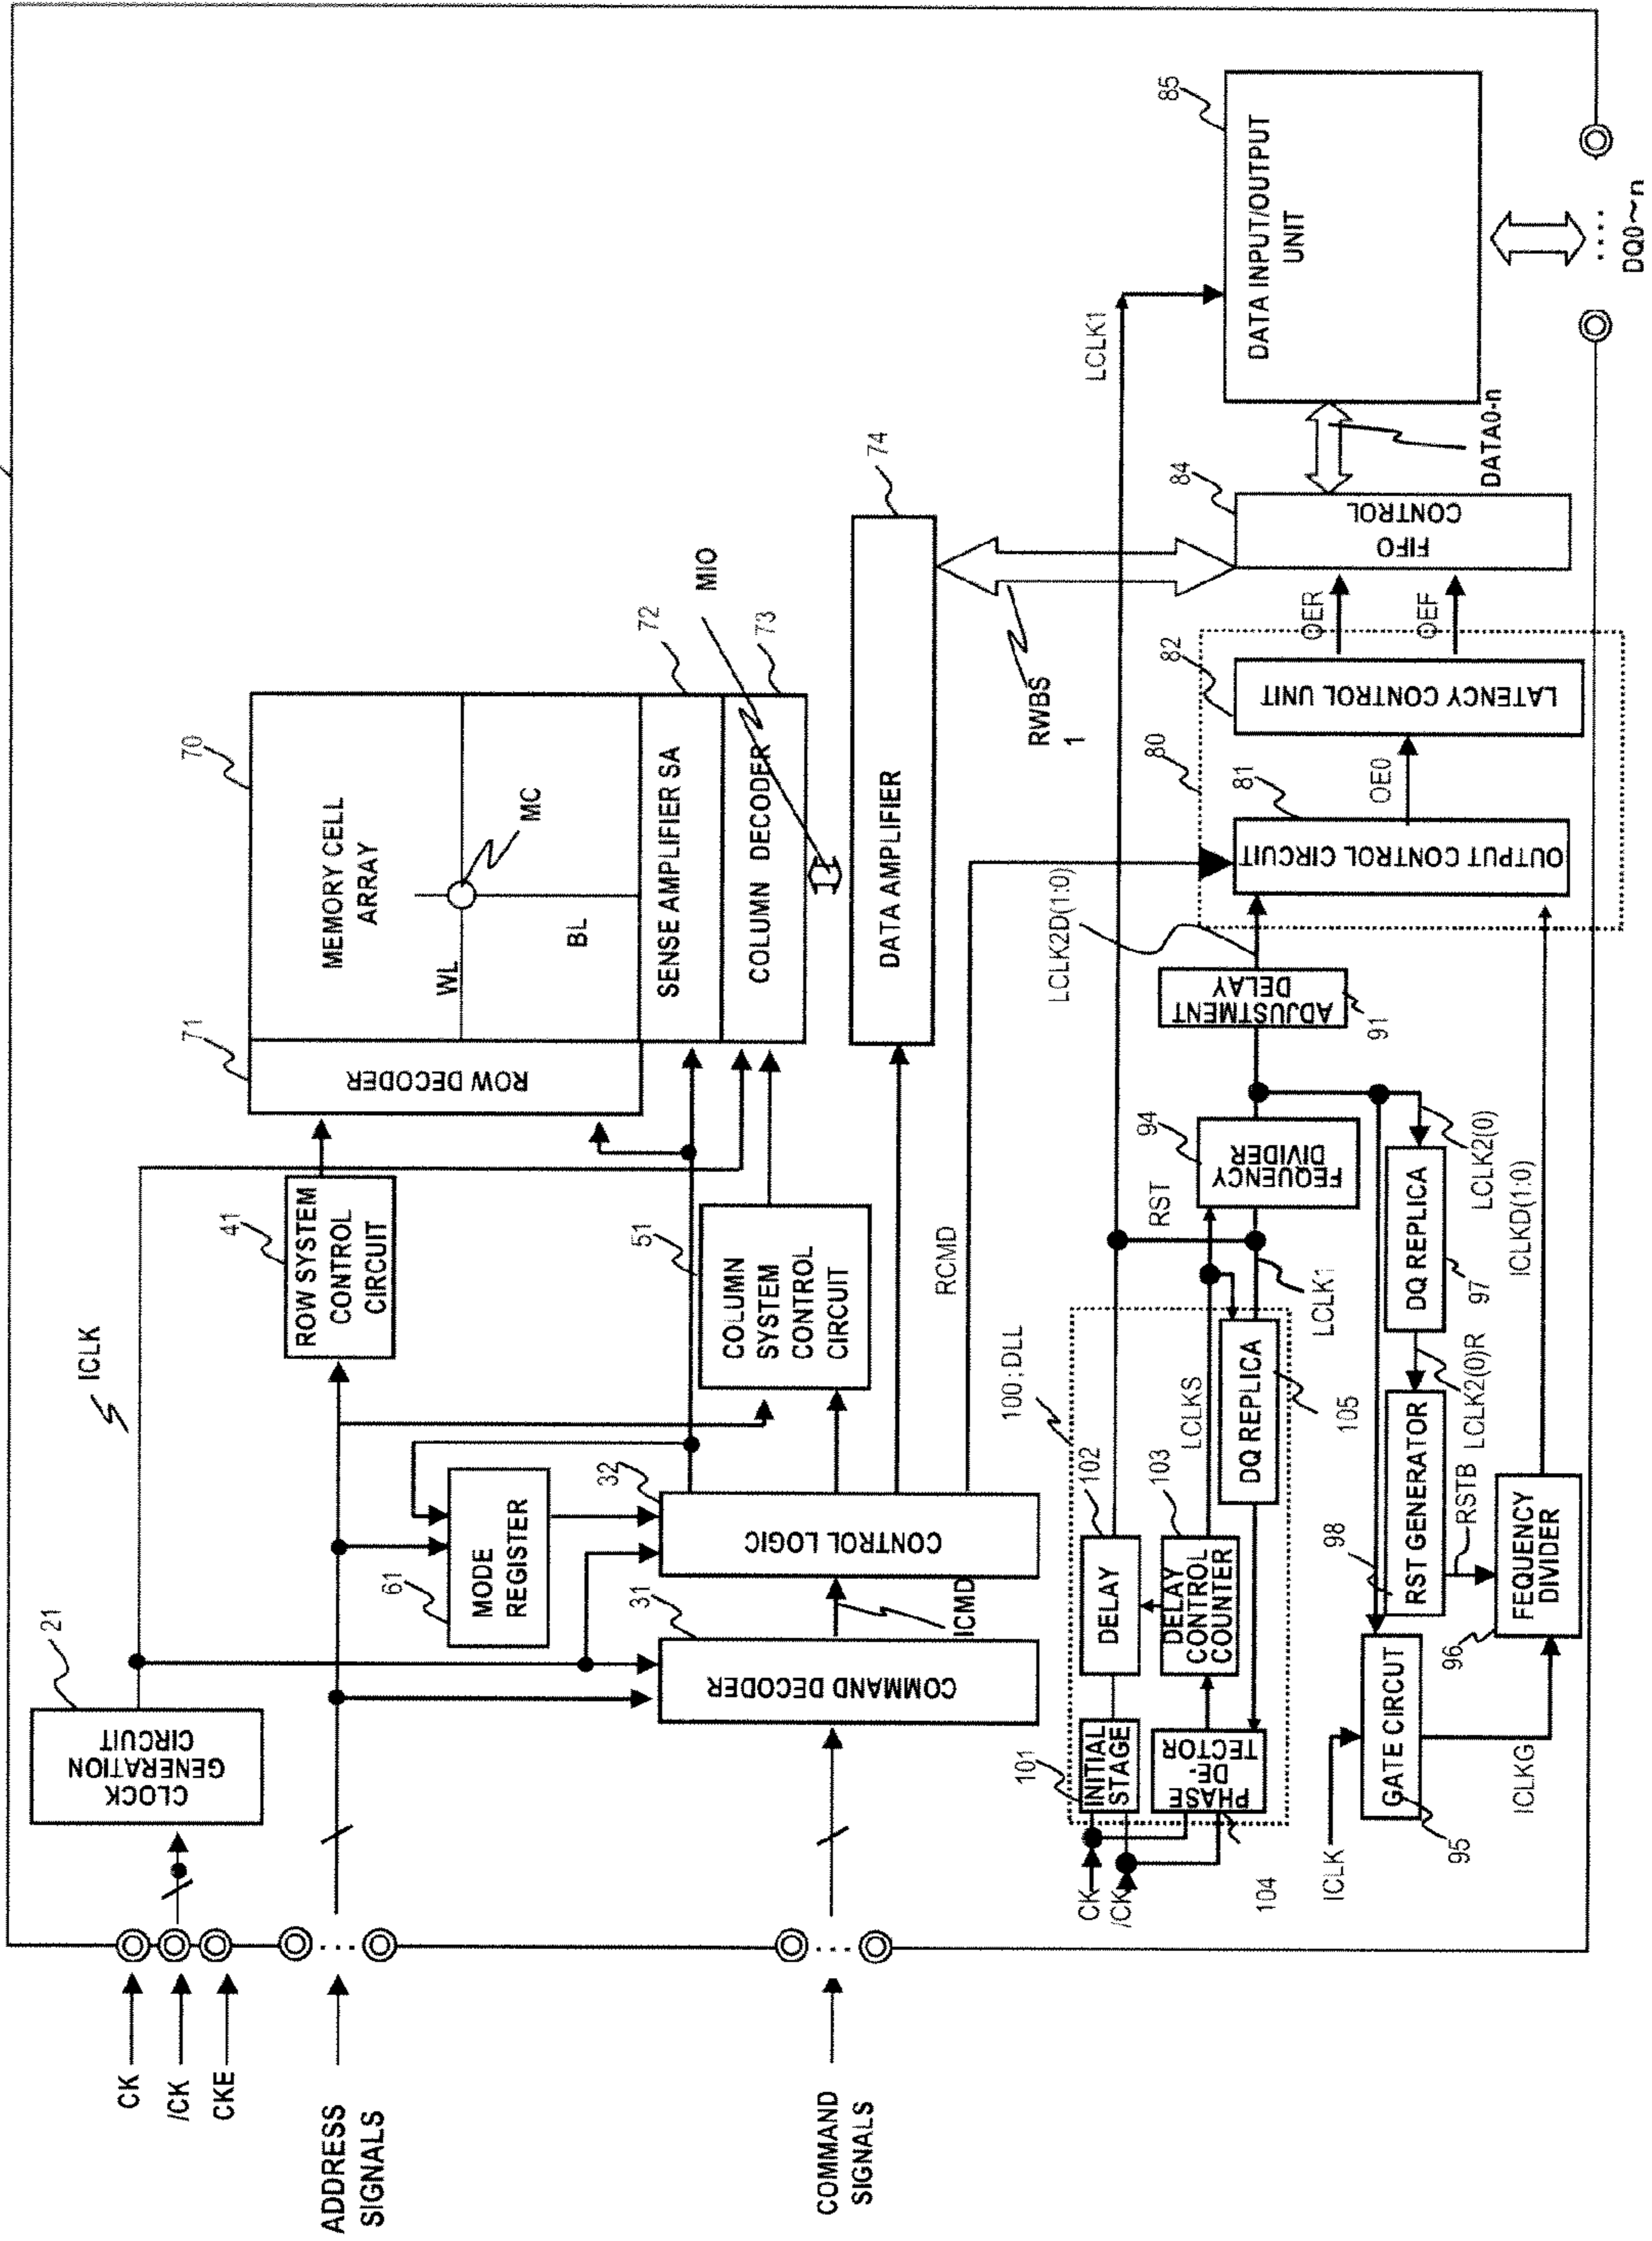 CK
/CK
CKE
ADDRESS
SIGNALS
COMMAND
SIGNALS
21
CLOCK
GENERATION
CIRCUIT
ICLK
61
MODE
REGISTER
31
COMMAND DECODER
ICMD
32
CONTROL LOGIC
41
ROW SYSTEM
CONTROL
CIRCUIT
51
COLUMN
SYSTEM
CONTROL
CIRCUIT
71
ROW DECODER
70
MEMORY CELL
ARRAY
WL
MC
BL
72
SENSE AMPLIFIER SA
73
COLUMN DECODER
MIO
74
DATA AMPLIFIER
RWBS
1
RCMD
100;DLL
CK
/CK
101
INITIAL
STAGE
102
DELAY
103
DELAY
CONTROL
COUNTER
PHASE
DE-
TECTOR
104
LCLKS
DQ REPLICA
105
LCLK1
RST
94
FEQUENCY
DIVIDER
LCLK1
LCLK2D(1:0)
ADJUSTMENT
DELAY
91
80
81
OUTPUT CONTROL CIRCUIT
OE0
82
LATENCY CONTROL UNIT
OER
OEF
84
FIFO
CONTROL
DATA0-n
85
DATA INPUT/OUTPUT
UNIT
DQ0~n
ICLK
GATE CIRCUT
95
ICLKG
98
RST GENERATOR
RSTB
LCLK2(0)R
DQ REPLICA
97
LCLK2(0)
96
FEQUENCY
DIVIDER
ICLKD(1:0)